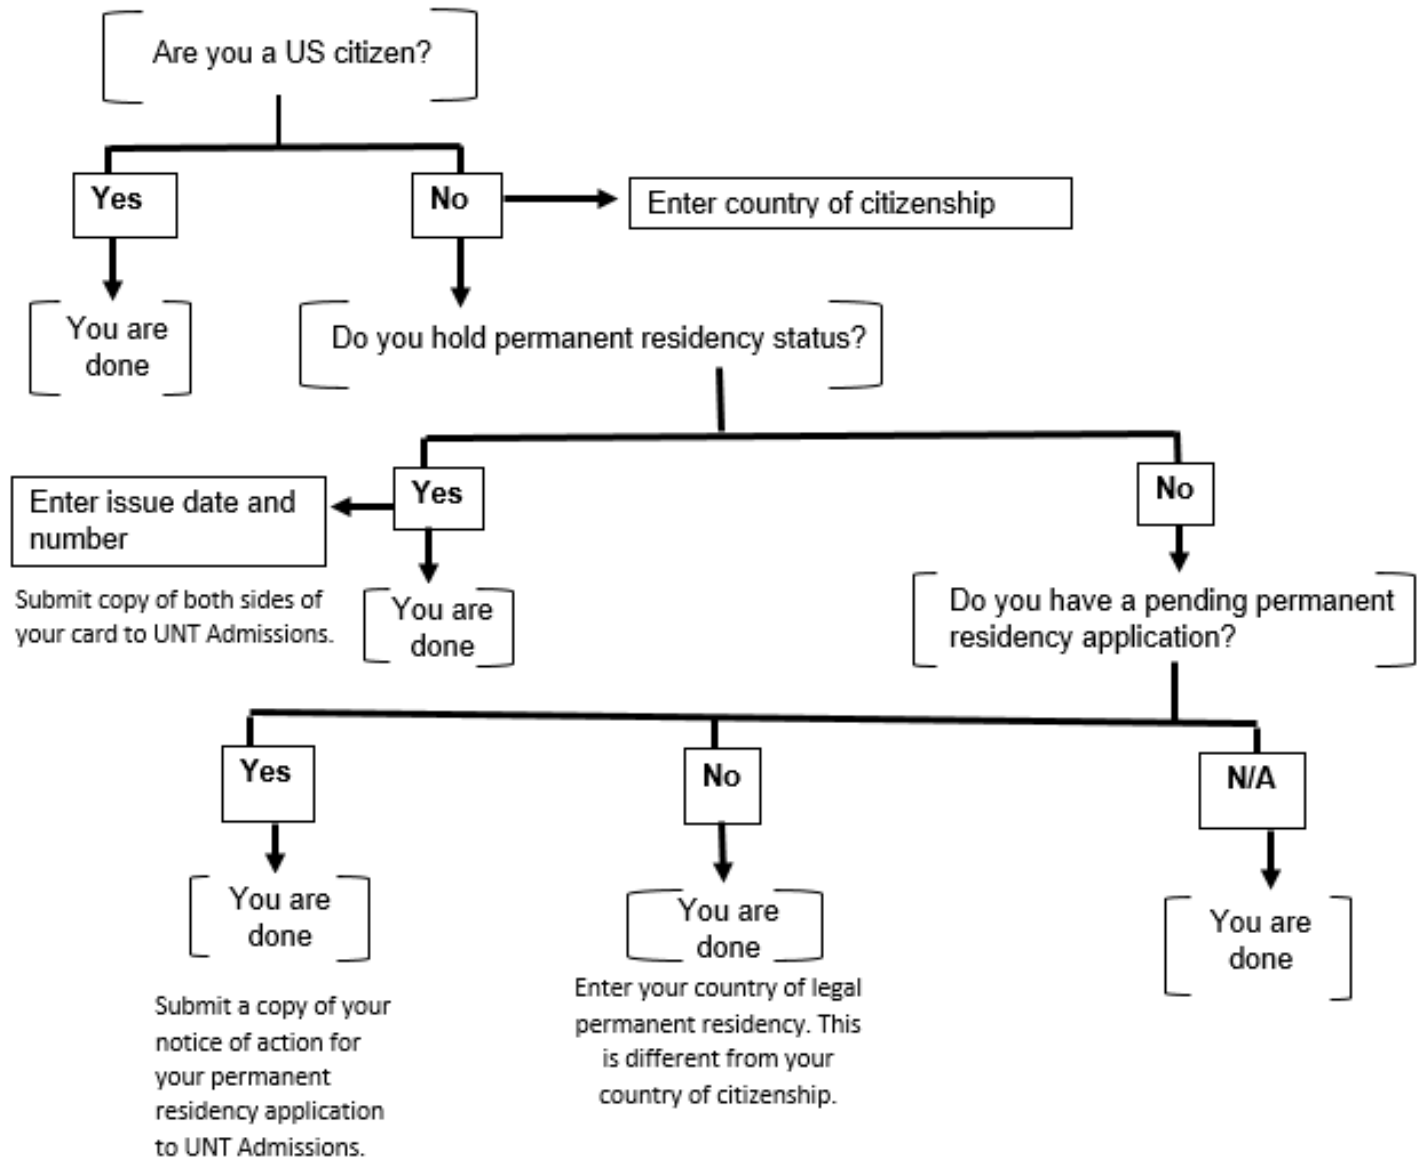 Are you a US citizen?
Yes
No
Enter country of citizenship
You are
done
Do you hold permanent residency status?
Yes
No
Enter issue date and
number
Submit copy of both sides of
your card to UNT Admissions.
You are
done
Do you have a pending permanent
residency application?
Yes
No
N/A
You are
done
Submit a copy of your
notice of action for
your permanent
residency application
to UNT Admissions.
You are
done
Enter your country of legal
permanent residency. This
is different from your
country of citizenship.
You are
done